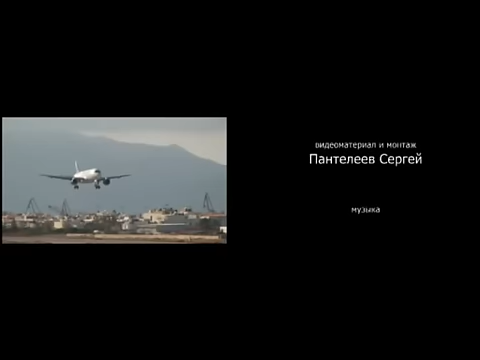 видеоматериал и монтаж
Пантелеев Сергей
музыка